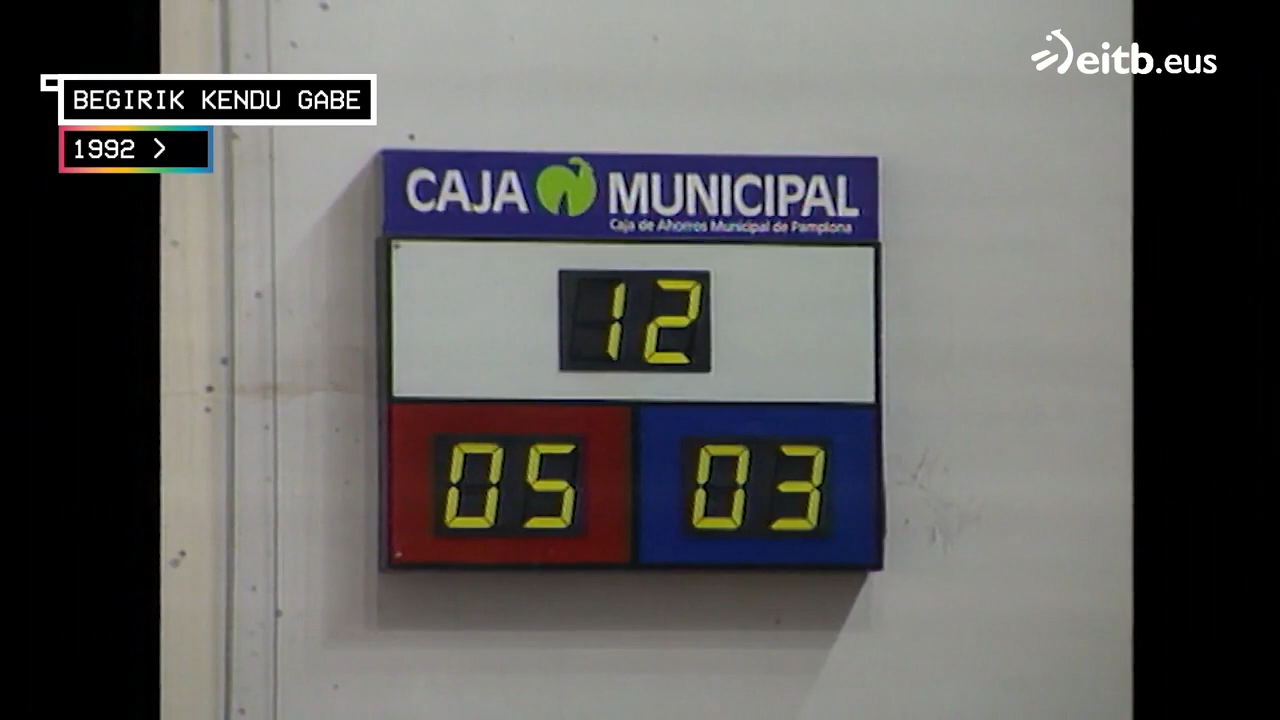 eitb.eus
BEGIRIK KENDU GABE
1992 >
CAJA MUNICIPAL
Caja de Ahorros Municipal de Pamplona
12
05 03